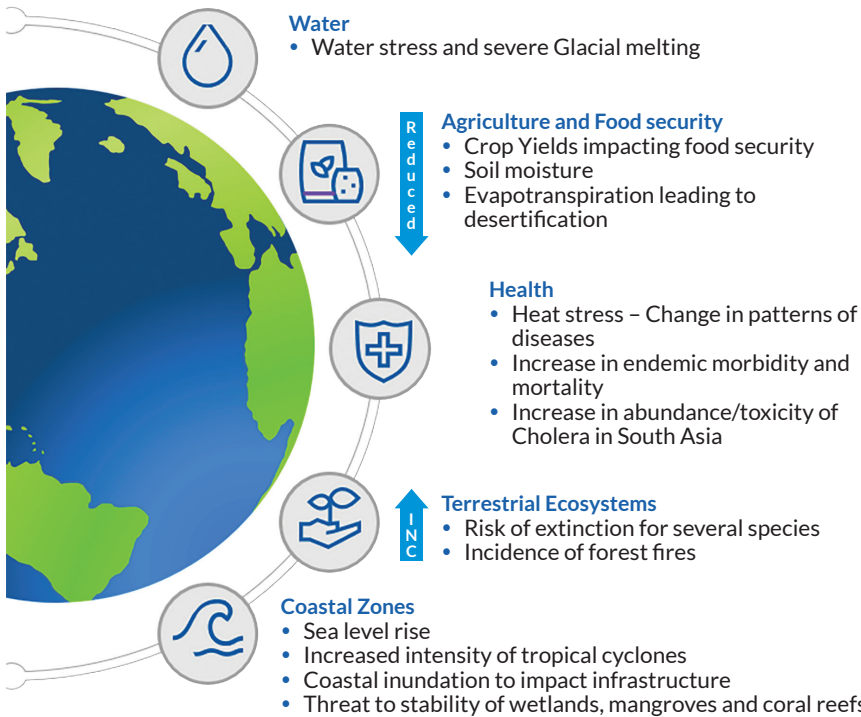 Water
• Water stress and severe Glacial melting
Reduced
Agriculture and Food security
• Crop Yields impacting food security
• Soil moisture
• Evapotranspiration leading to
desertification
Health
• Heat stress – Change in patterns of
diseases
• Increase in endemic morbidity and
mortality
• Increase in abundance/toxicity of
Cholera in South Asia
INC
Terrestrial Ecosystems
• Risk of extinction for several species
• Incidence of forest fires
Coastal Zones
• Sea level rise
• Increased intensity of tropical cyclones
• Coastal inundation to impact infrastructure
• Threat to stability of wetlands, mangroves and coral reefs